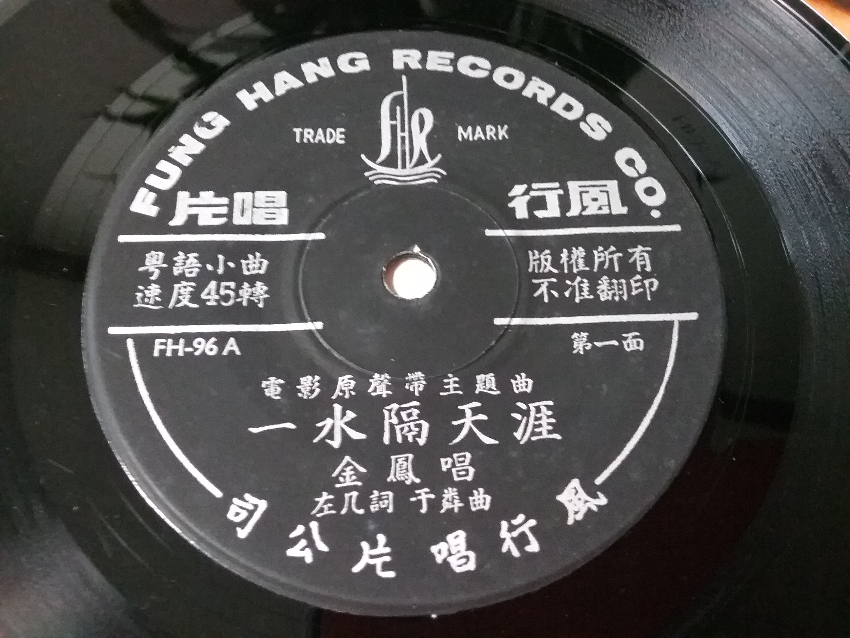 FUNG HANG RECORDS CO.
TRADE MARK
FHR
風行唱片
粵語小曲
速度45轉
版權所有
不准翻印
FH-96 A
第一面
電影原聲帶主題曲
一水隔天涯
金鳳唱
左几詞 于粦曲
風行唱片公司